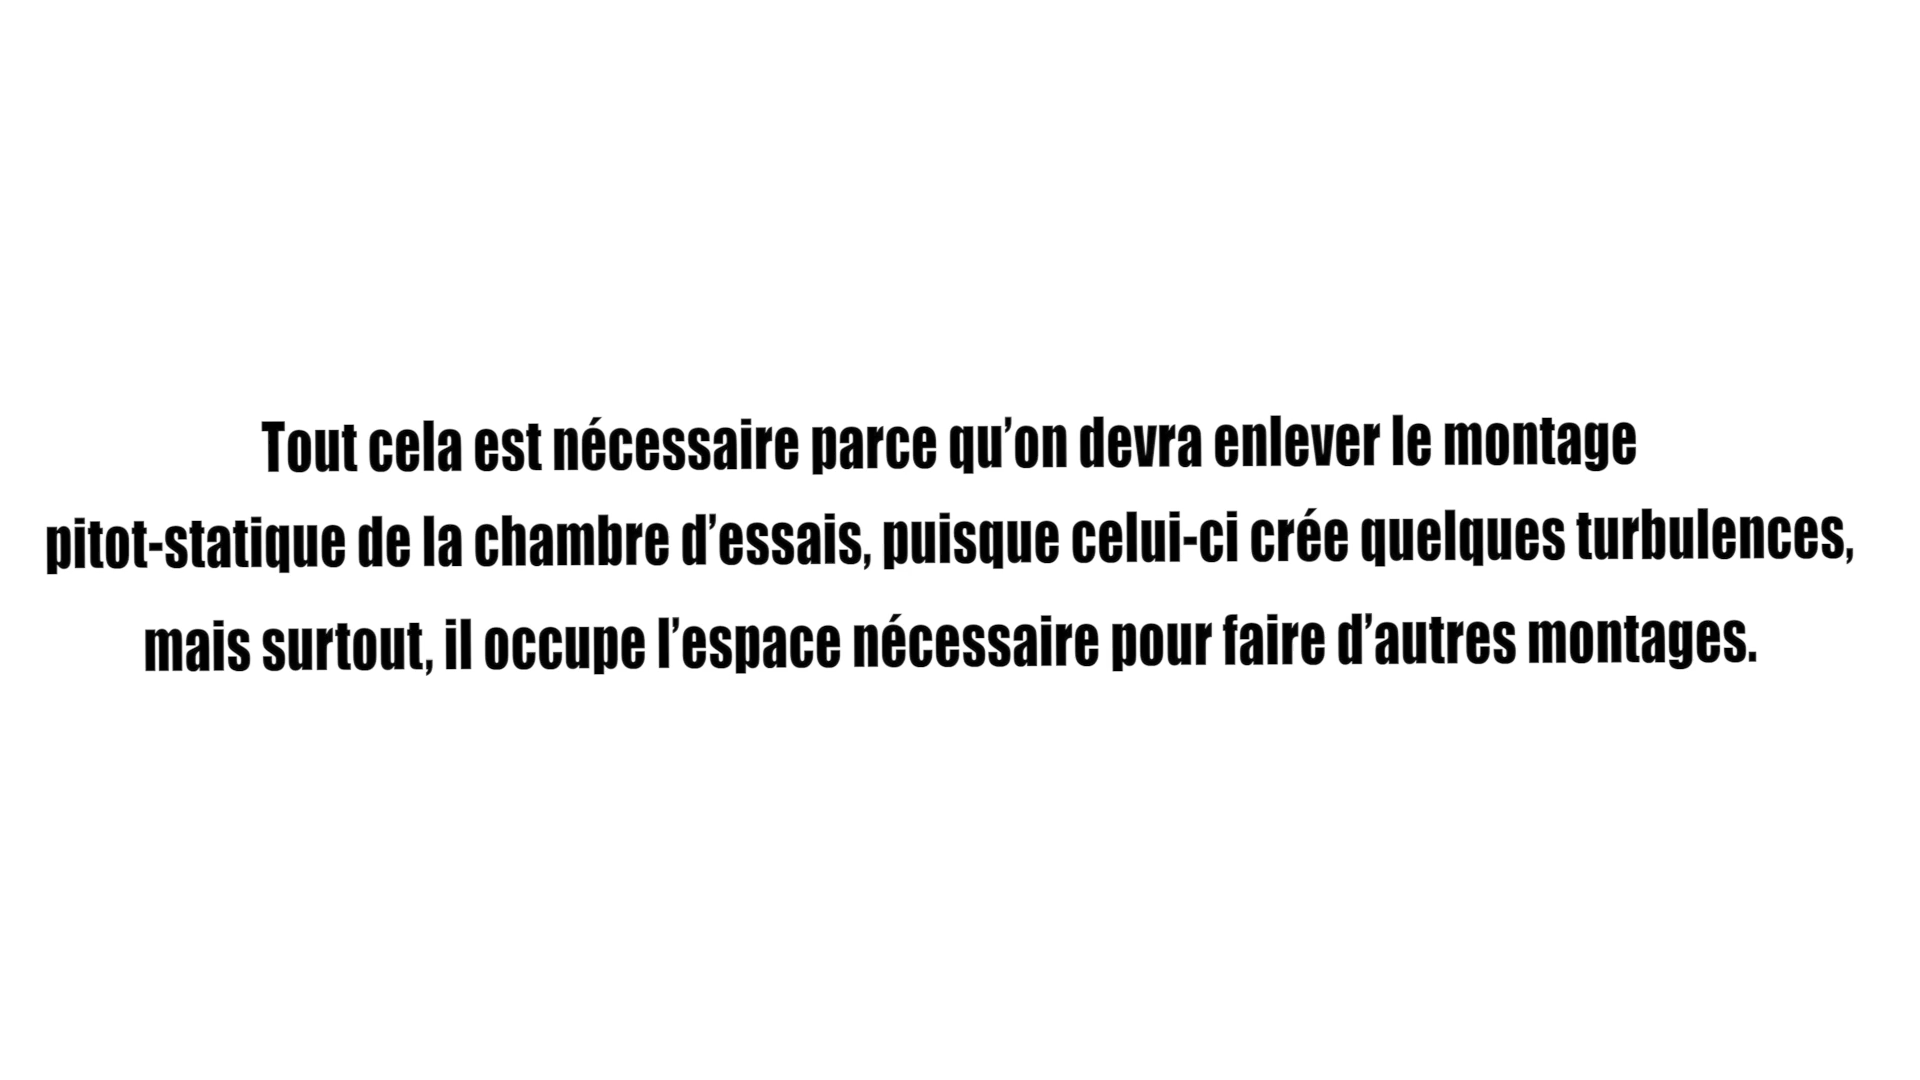 Tout cela est nécessaire parce qu’on devra enlever le montage
pitot-statique de la chambre d’essais, puisque celui-ci crée quelques turbulences,
mais surtout, il occupe l’espace nécessaire pour faire d’autres montages.